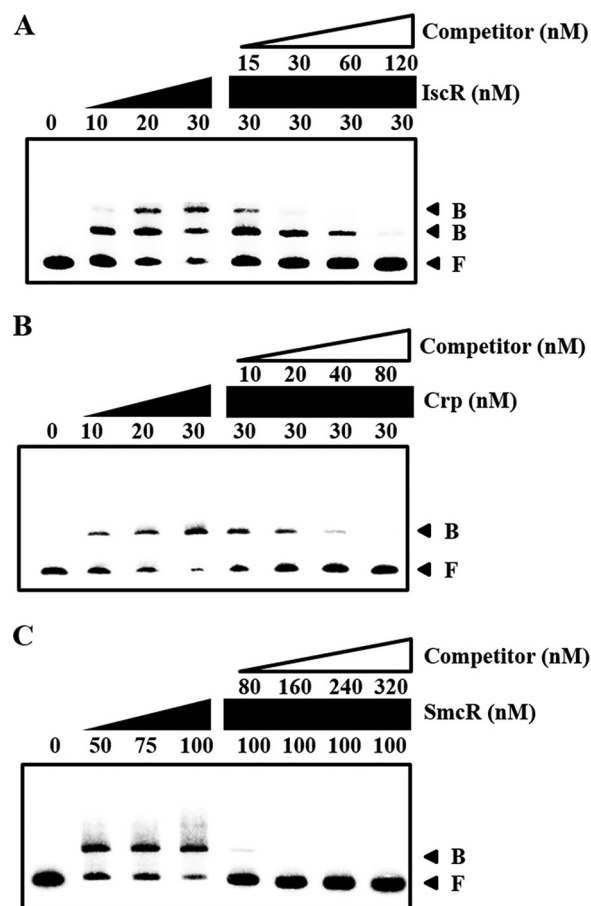 A
Competitor (nM)
15 30 60 120
IscR (nM)
0 10 20 30 30 30 30 30
B
B
F
B
Competitor (nM)
10 20 40 80
Crp (nM)
0 10 20 30 30 30 30 30
B
F
C
Competitor (nM)
80 160 240 320
SmcR (nM)
0 50 75 100 100 100 100 100
B
F